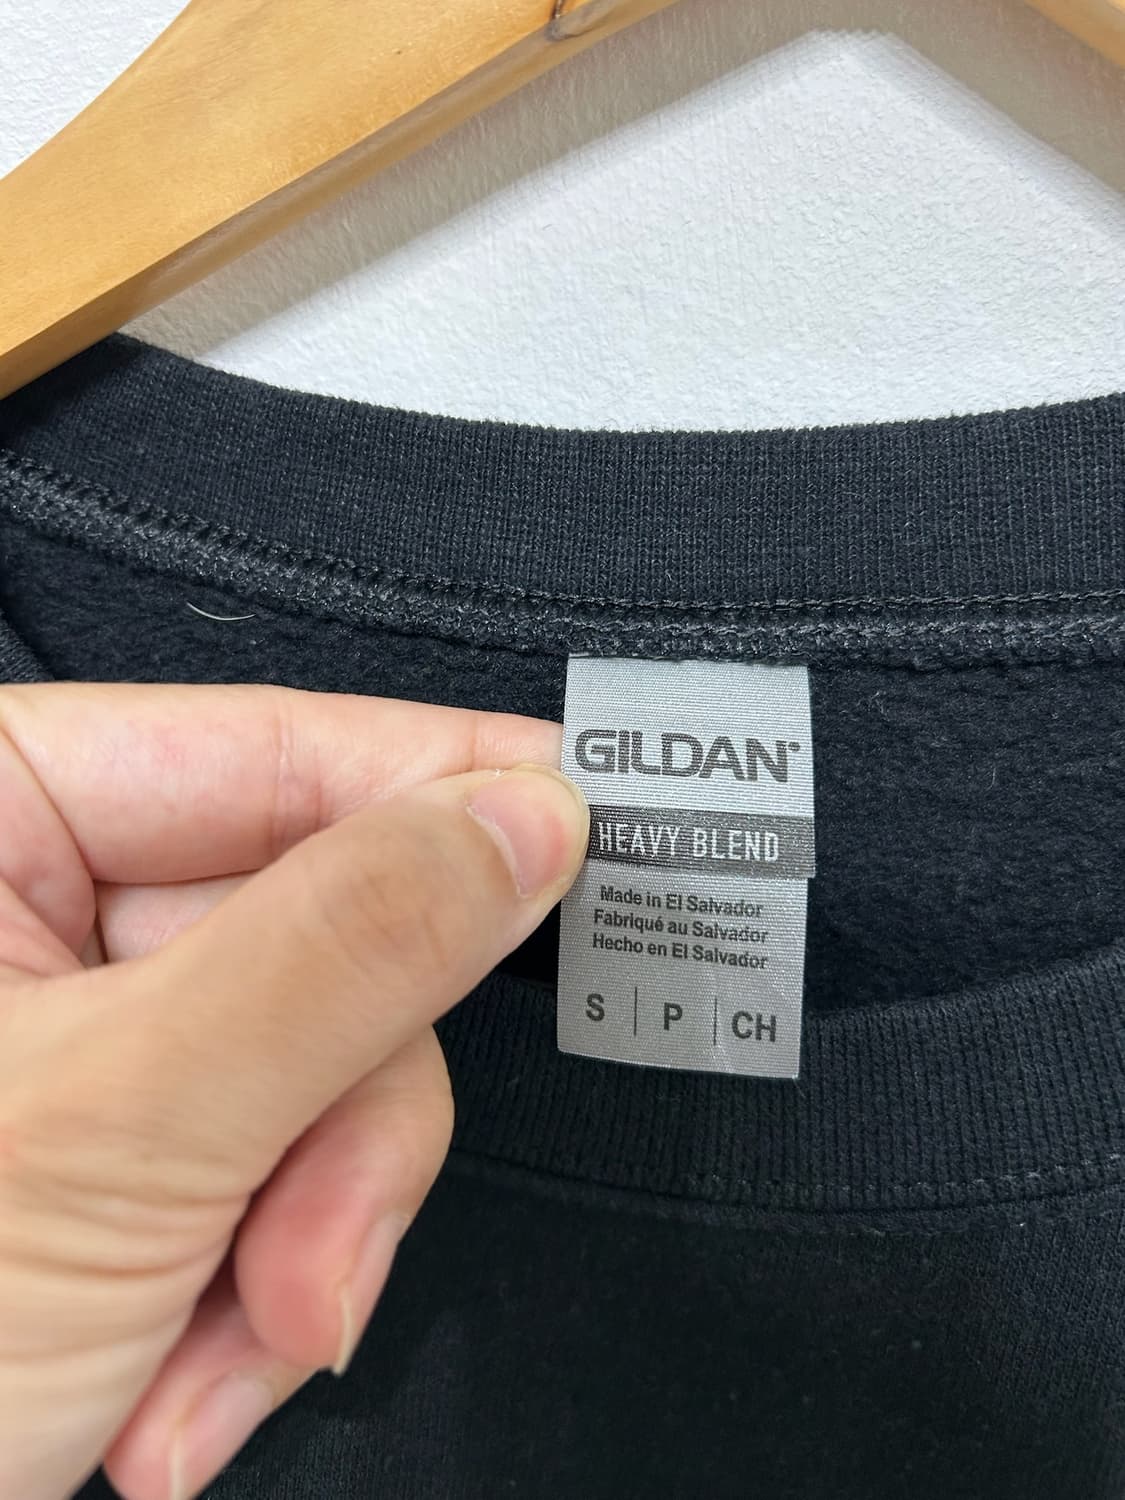 GILDAN
HEAVY BLEND
Made in El Salvador
Fabriqué au Salvador
Hecho en El Salvador
S | P | CH